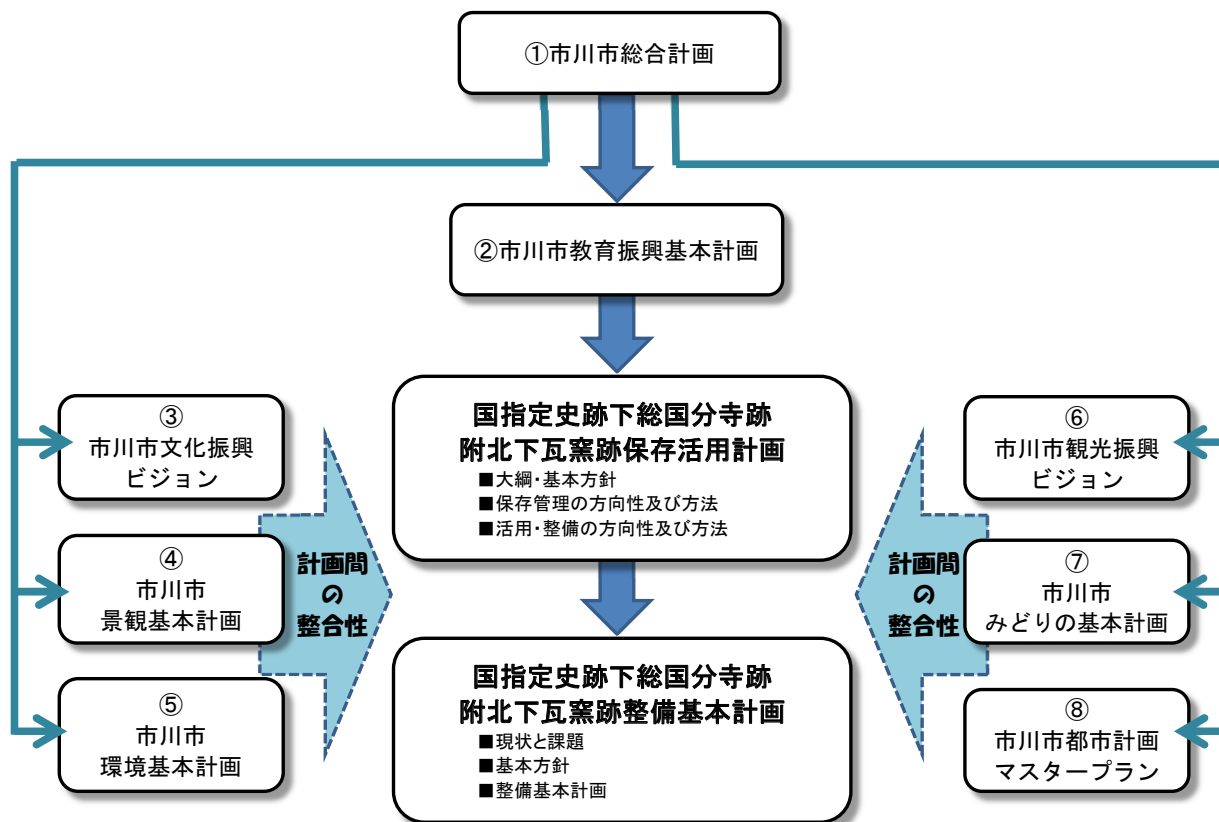 ①市川市総合計画
②市川市教育振興基本計画
国指定史跡下総国分寺跡
附北下瓦窯跡保存活用計画
■大綱・基本方針
■保存管理の方向性及び方法
■活用・整備の方向性及び方法
③
市川市文化振興
ビジョン
④
市川市
景観基本計画
⑤
市川市
環境基本計画
計画間
の
整合性
計画間
の
整合性
⑥
市川市観光振興
ビジョン
⑦
市川市
みどりの基本計画
⑧
市川市都市計画
マスタープラン
国指定史跡下総国分寺跡
附北下瓦窯跡整備基本計画
■現状と課題
■基本方針
■整備基本計画